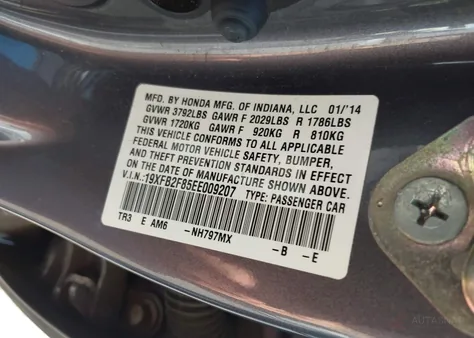 MFD. BY HONDA MFG. OF INDIANA, LLC 01/'14
GVWR 3792LBS GAWR F 2029LBS R 1786LBS
GVWR 1720KG GAWR F 920KG R 810KG
THIS VEHICLE CONFORMS TO ALL APPLICABLE
FEDERAL MOTOR VEHICLE SAFETY, BUMPER,
AND THEFT PREVENTION STANDARDS IN EFFECT
ON THE DATE OF MANUFACTURE SHOWN ABOVE.
V.I.N.: 19XFB2F85EE009207 TYPE: PASSENGER CAR
TR3 E AM6 -NH797MX -B -E